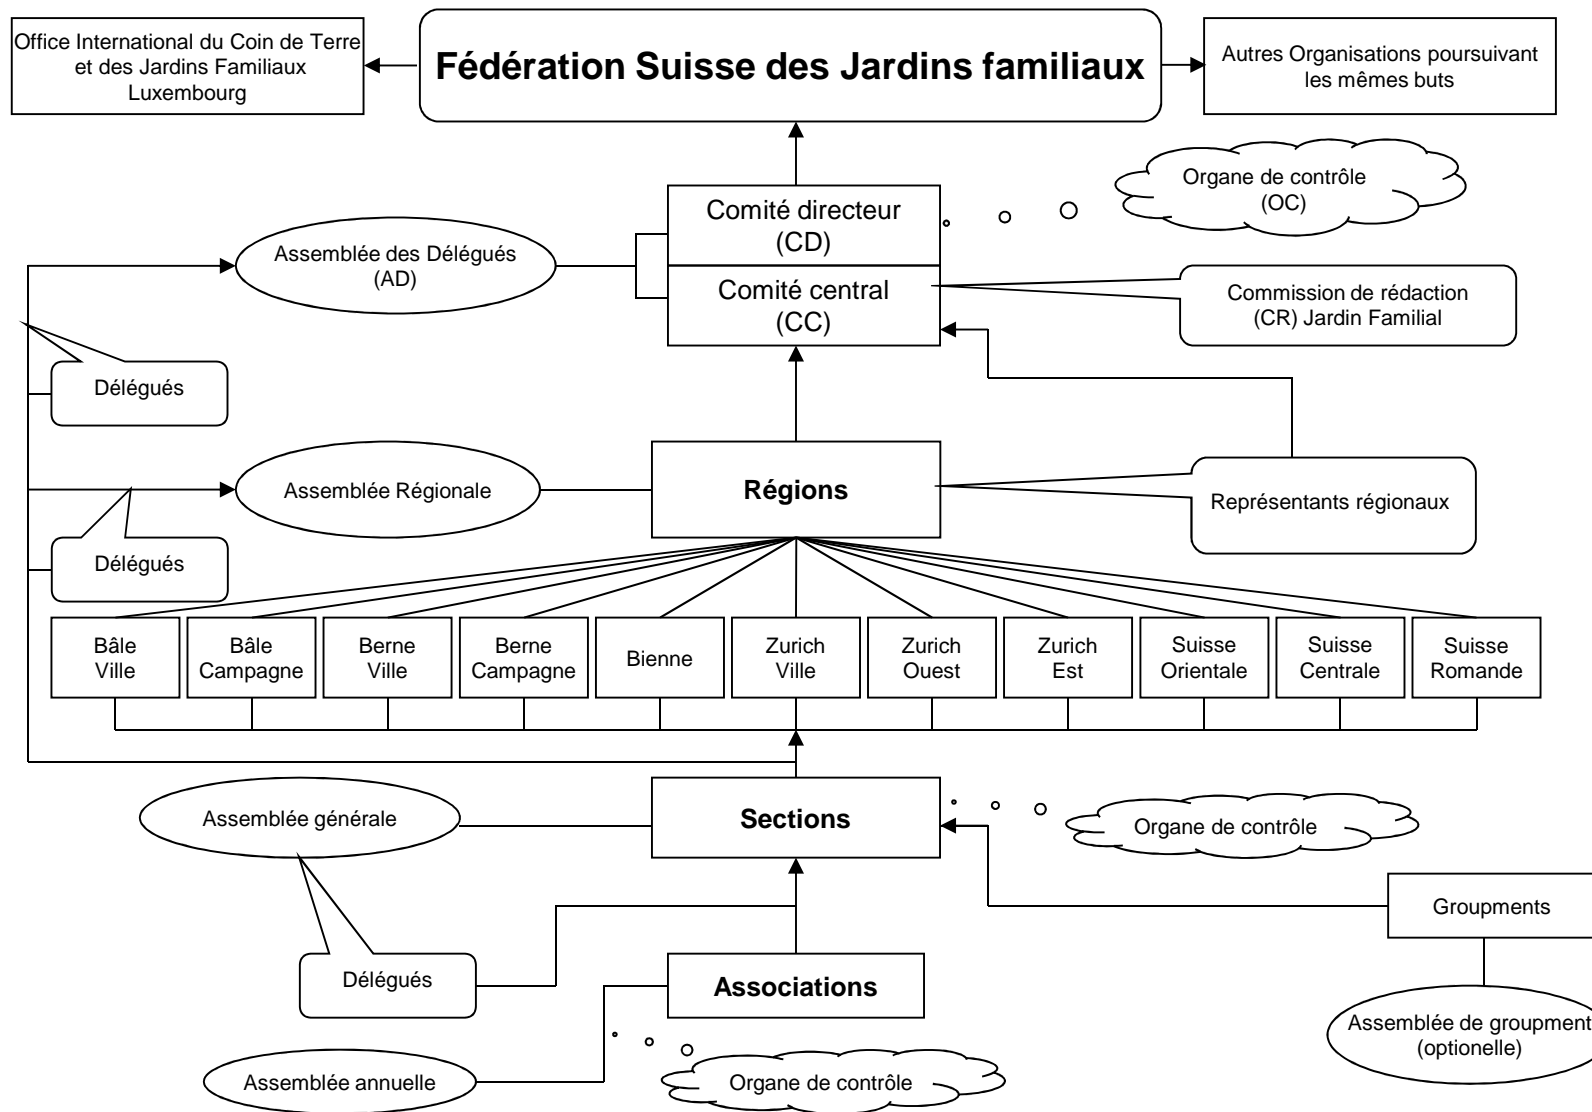 Office International du Coin de Terre
et des Jardins Familiaux
Luxembourg
Fédération Suisse des Jardins familiaux
Autres Organisations poursuivant
les mêmes buts
Organe de contrôle
(OC)
Comité directeur
(CD)
Assemblée des Délégués
(AD)
Comité central
(CC)
Commission de rédaction
(CR) Jardin Familial
Délégués
Assemblée Régionale
Régions
Représentants régionaux
Délégués
Bâle
Ville
Bâle
Campagne
Berne
Ville
Berne
Campagne
Bienne
Zurich
Ville
Zurich
Ouest
Zurich
Est
Suisse
Orientale
Suisse
Centrale
Suisse
Romande
Assemblée générale
Sections
Organe de contrôle
Groupments
Délégués
Associations
Assemblée de groupment
(optionelle)
Assemblée annuelle
Organe de contrôle